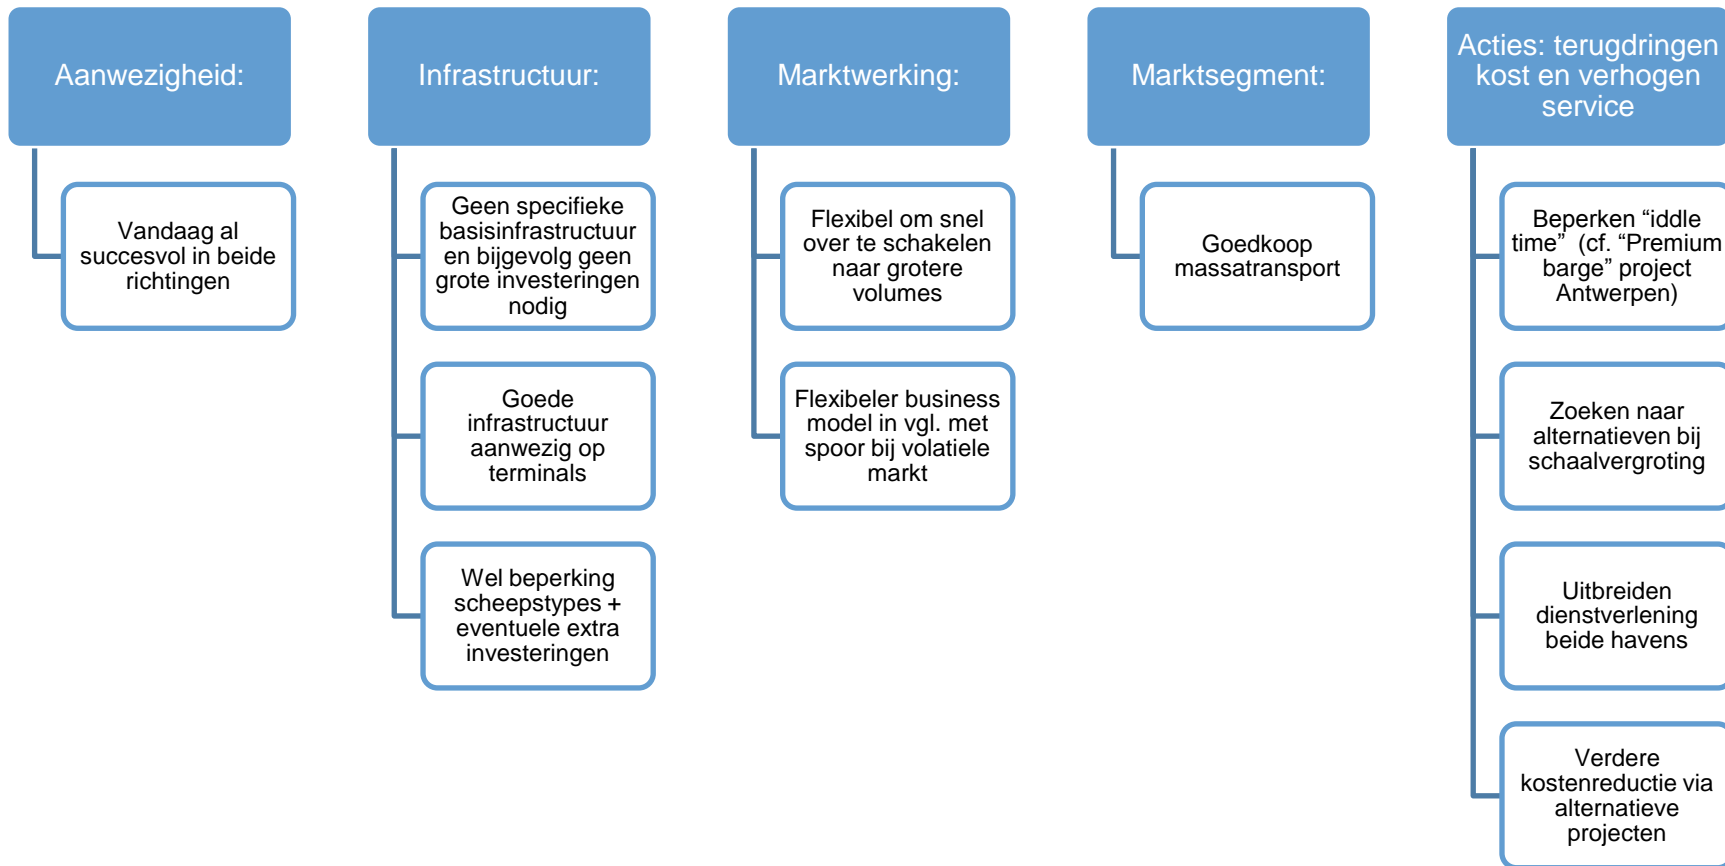 Aanwezigheid:
Vandaag al
succesvol in beide
richtingen
Infrastructuur:
Geen specifieke
basisinfrastructuur
en bijgevolg geen
grote investeringen
nodig
Goede
infrastructuur
aanwezig op
terminals
Wel beperking
scheepstypes +
eventuele extra
investeringen
Marktwerking:
Flexibel om snel
over te schakelen
naar grotere
volumes
Flexibeler business
model in vgl. met
spoor bij volatiele
markt
Marktsegment:
Goedkoop
massatransport
Acties: terugdringen
kost en verhogen
service
Beperken “iddle
time” (cf. “Premium
barge” project
Antwerpen)
Zoeken naar
alternatieven bij
schaalvergroting
Uitbreiden
dienstverlening
beide havens
Verdere
kostenreductie via
alternatieve
projecten